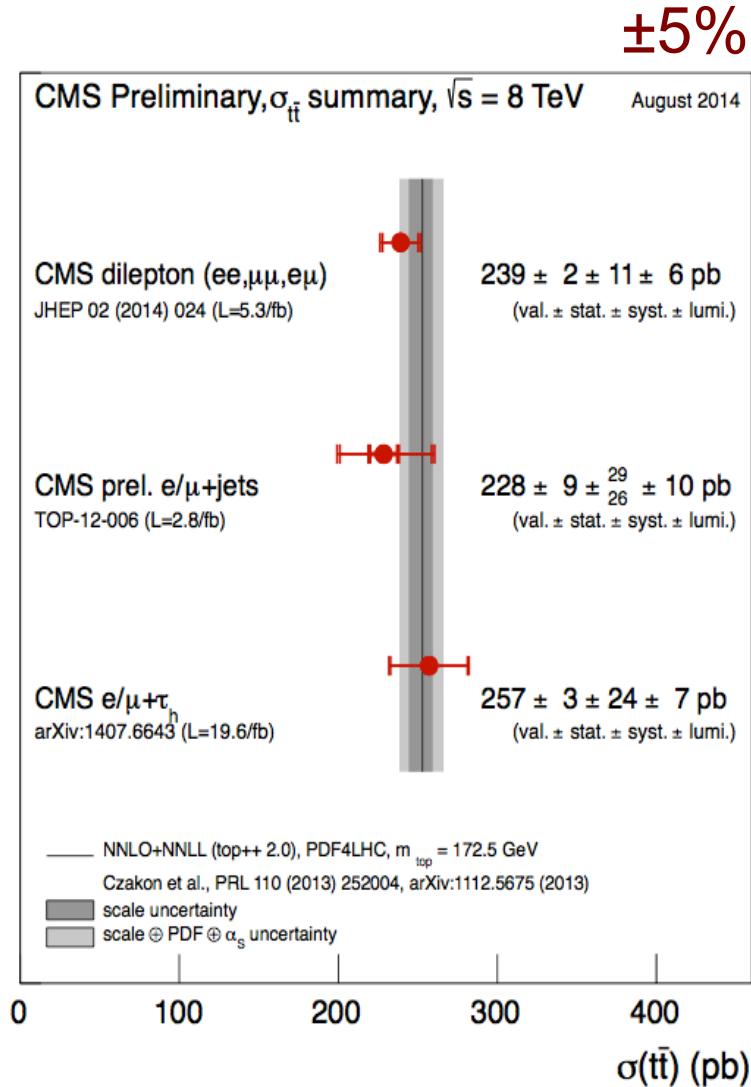 ±5%
CMS Preliminary,σtt̄ summary, √s = 8 TeV August 2014
CMS dilepton (ee,μμ,eμ) 239 ± 2 ± 11 ± 6 pb
JHEP 02 (2014) 024 (L=5.3/fb) (val. ± stat. ± syst. ± lumi.)
CMS prel. e/μ+jets 228 ± 9 ± 29 26 ± 10 pb
TOP-12-006 (L=2.8/fb) (val. ± stat. ± syst. ± lumi.)
CMS e/μ+τh 257 ± 3 ± 24 ± 7 pb
arXiv:1407.6643 (L=19.6/fb) (val. ± stat. ± syst. ± lumi.)
NNLO+NNLL (top++ 2.0), PDF4LHC, m top = 172.5 GeV
Czakon et al., PRL 110 (2013) 252004, arXiv:1112.5675 (2013)
scale uncertainty
scale ⊕ PDF ⊕ αS uncertainty
0 100 200 300 400
σ(tt̄) (pb)